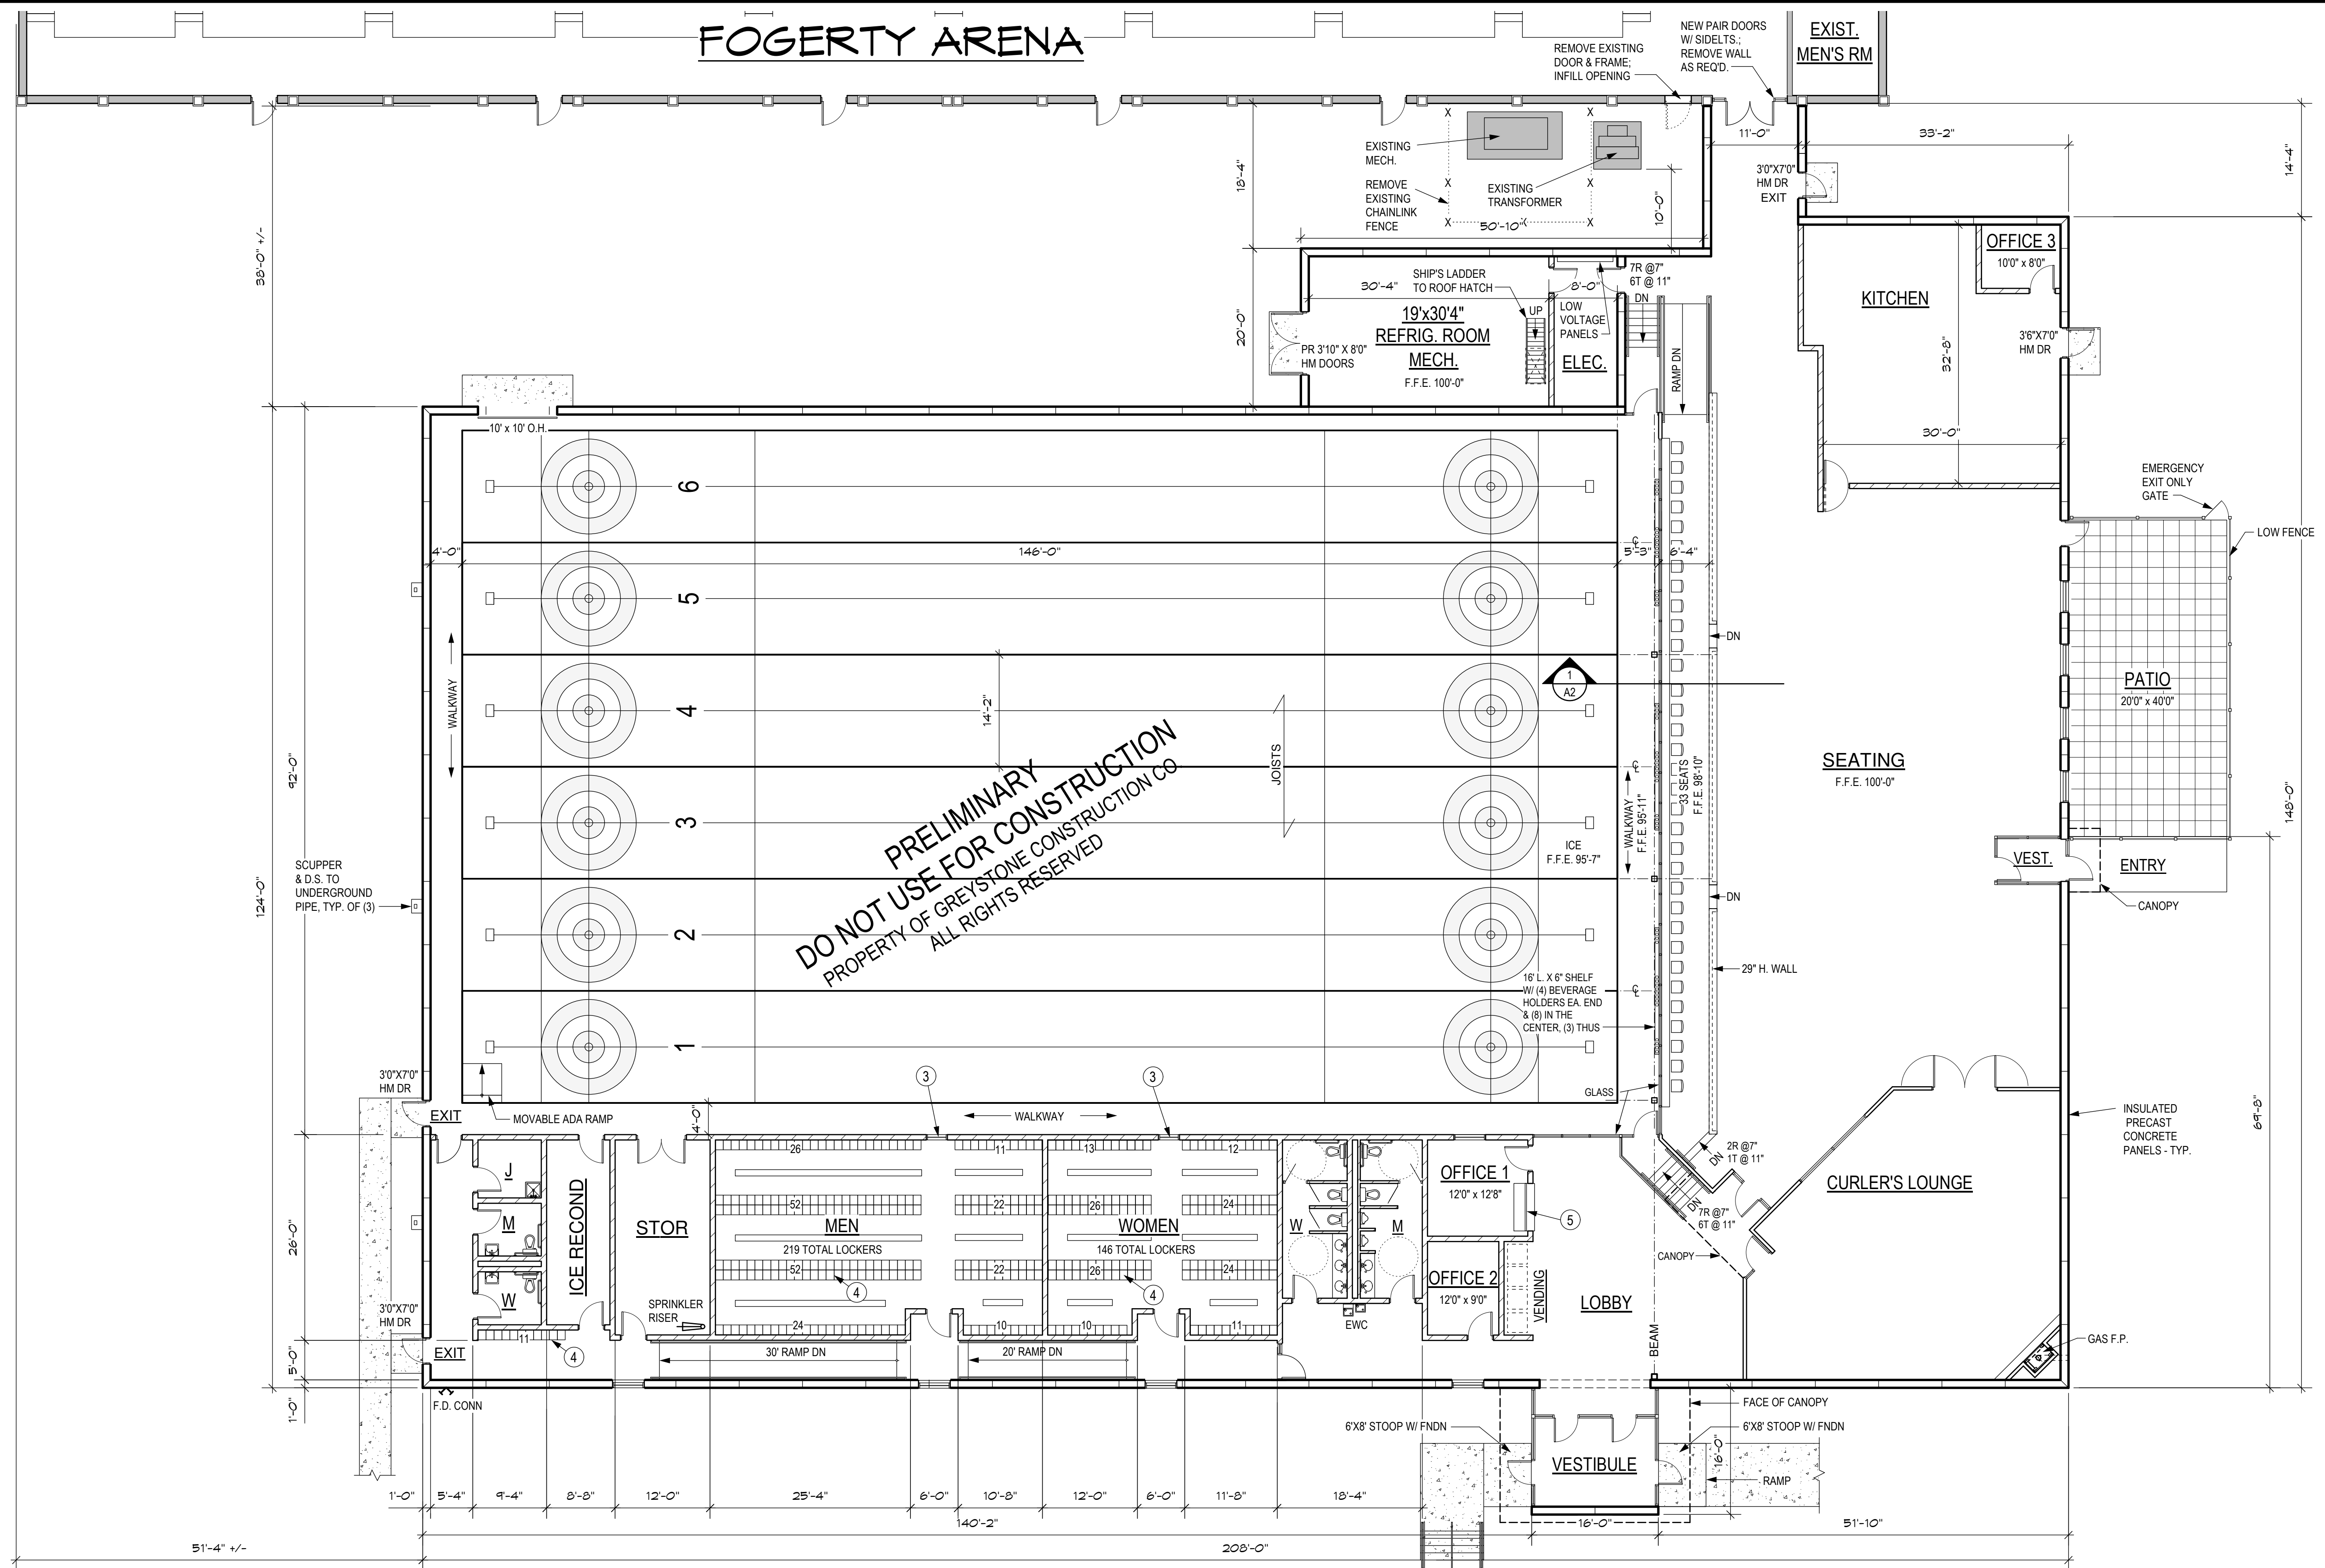 FOGERTY ARENA
REMOVE EXISTING
DOOR & FRAME;
INFILL OPENING
NEW PAIR DOORS
W/ SIDELTS.;
REMOVE WALL
AS REQ'D.
EXIST.
MEN'S RM
11'-0"
33'-2"
14'-4"
EXISTING
MECH.
REMOVE
EXISTING
CHAINLINK
FENCE
EXISTING
TRANSFORMER
X
X
X
X
X
X
X
50'-10"
10'-0"
18'-4"
38'-0" +/-
3'0"X7'0"
HM DR
EXIT
OFFICE 3
10'0" x 8'0"
KITCHEN
32'-8"
30'-0"
3'6"X7'0"
HM DR
SHIP'S LADDER
TO ROOF HATCH
7R @7"
6T @ 11"
DN
30'-4"
8'-0"
20'-0"
19'x30'4"
REFRIG. ROOM
MECH.
F.F.E. 100'-0"
UP
LOW
VOLTAGE
PANELS
ELEC.
RAMP DN
PR 3'10" X 8'0"
HM DOORS
10' x 10' O.H.
6
5
4
3
2
1
4'-0"
146'-0"
5'-3"
6'-4"
14'-2"
WALKWAY
JOISTS
1
A2
PRELIMINARY
DO NOT USE FOR CONSTRUCTION
PROPERTY OF GREYSTONE CONSTRUCTION CO
ALL RIGHTS RESERVED
ICE
F.F.E. 95'-7"
WALKWAY
F.F.E. 95'-11"
33 SEATS
F.F.E. 98'-10"
DN
DN
29" H. WALL
SEATING
F.F.E. 100'-0"
EMERGENCY
EXIT ONLY
GATE
LOW FENCE
PATIO
20'0" x 40'0"
148'-0"
VEST.
ENTRY
CANOPY
92'-0"
124'-0"
SCUPPER
& D.S. TO
UNDERGROUND
PIPE, TYP. OF (3)
16' L. X 6" SHELF
W/ (4) BEVERAGE
HOLDERS EA. END
& (8) IN THE
CENTER, (3) THUS
GLASS
3'0"X7'0"
HM DR
EXIT
MOVABLE ADA RAMP
4'-0"
3
WALKWAY
3
INSULATED
PRECAST
CONCRETE
PANELS - TYP.
69'-8"
26'-0"
J
M
W
ICE RECOND
STOR
SPRINKLER
RISER
26
11
13
12
52
22
26
24
MEN
219 TOTAL LOCKERS
WOMEN
146 TOTAL LOCKERS
52
22
26
24
4
4
24
10
10
11
W
M
EWC
OFFICE 1
12'0" x 12'8"
5
OFFICE 2
12'0" x 9'0"
VENDING
LOBBY
BEAM
2R @7"
1T @ 11"
DN
DN
7R @7"
6T @ 11"
CANOPY
CURLER'S LOUNGE
GAS F.P.
3'0"X7'0"
HM DR
EXIT
11
4
30' RAMP DN
20' RAMP DN
5'-0"
1'-0"
F.D. CONN
FACE OF CANOPY
6'X8' STOOP W/ FNDN
6'X8' STOOP W/ FNDN
VESTIBULE
16'-0"
RAMP
1'-0"
5'-4"
9'-4"
8'-8"
12'-0"
25'-4"
6'-0"
10'-8"
12'-0"
6'-0"
11'-8"
18'-4"
140'-2"
16'-0"
51'-10"
51'-4" +/-
208'-0"